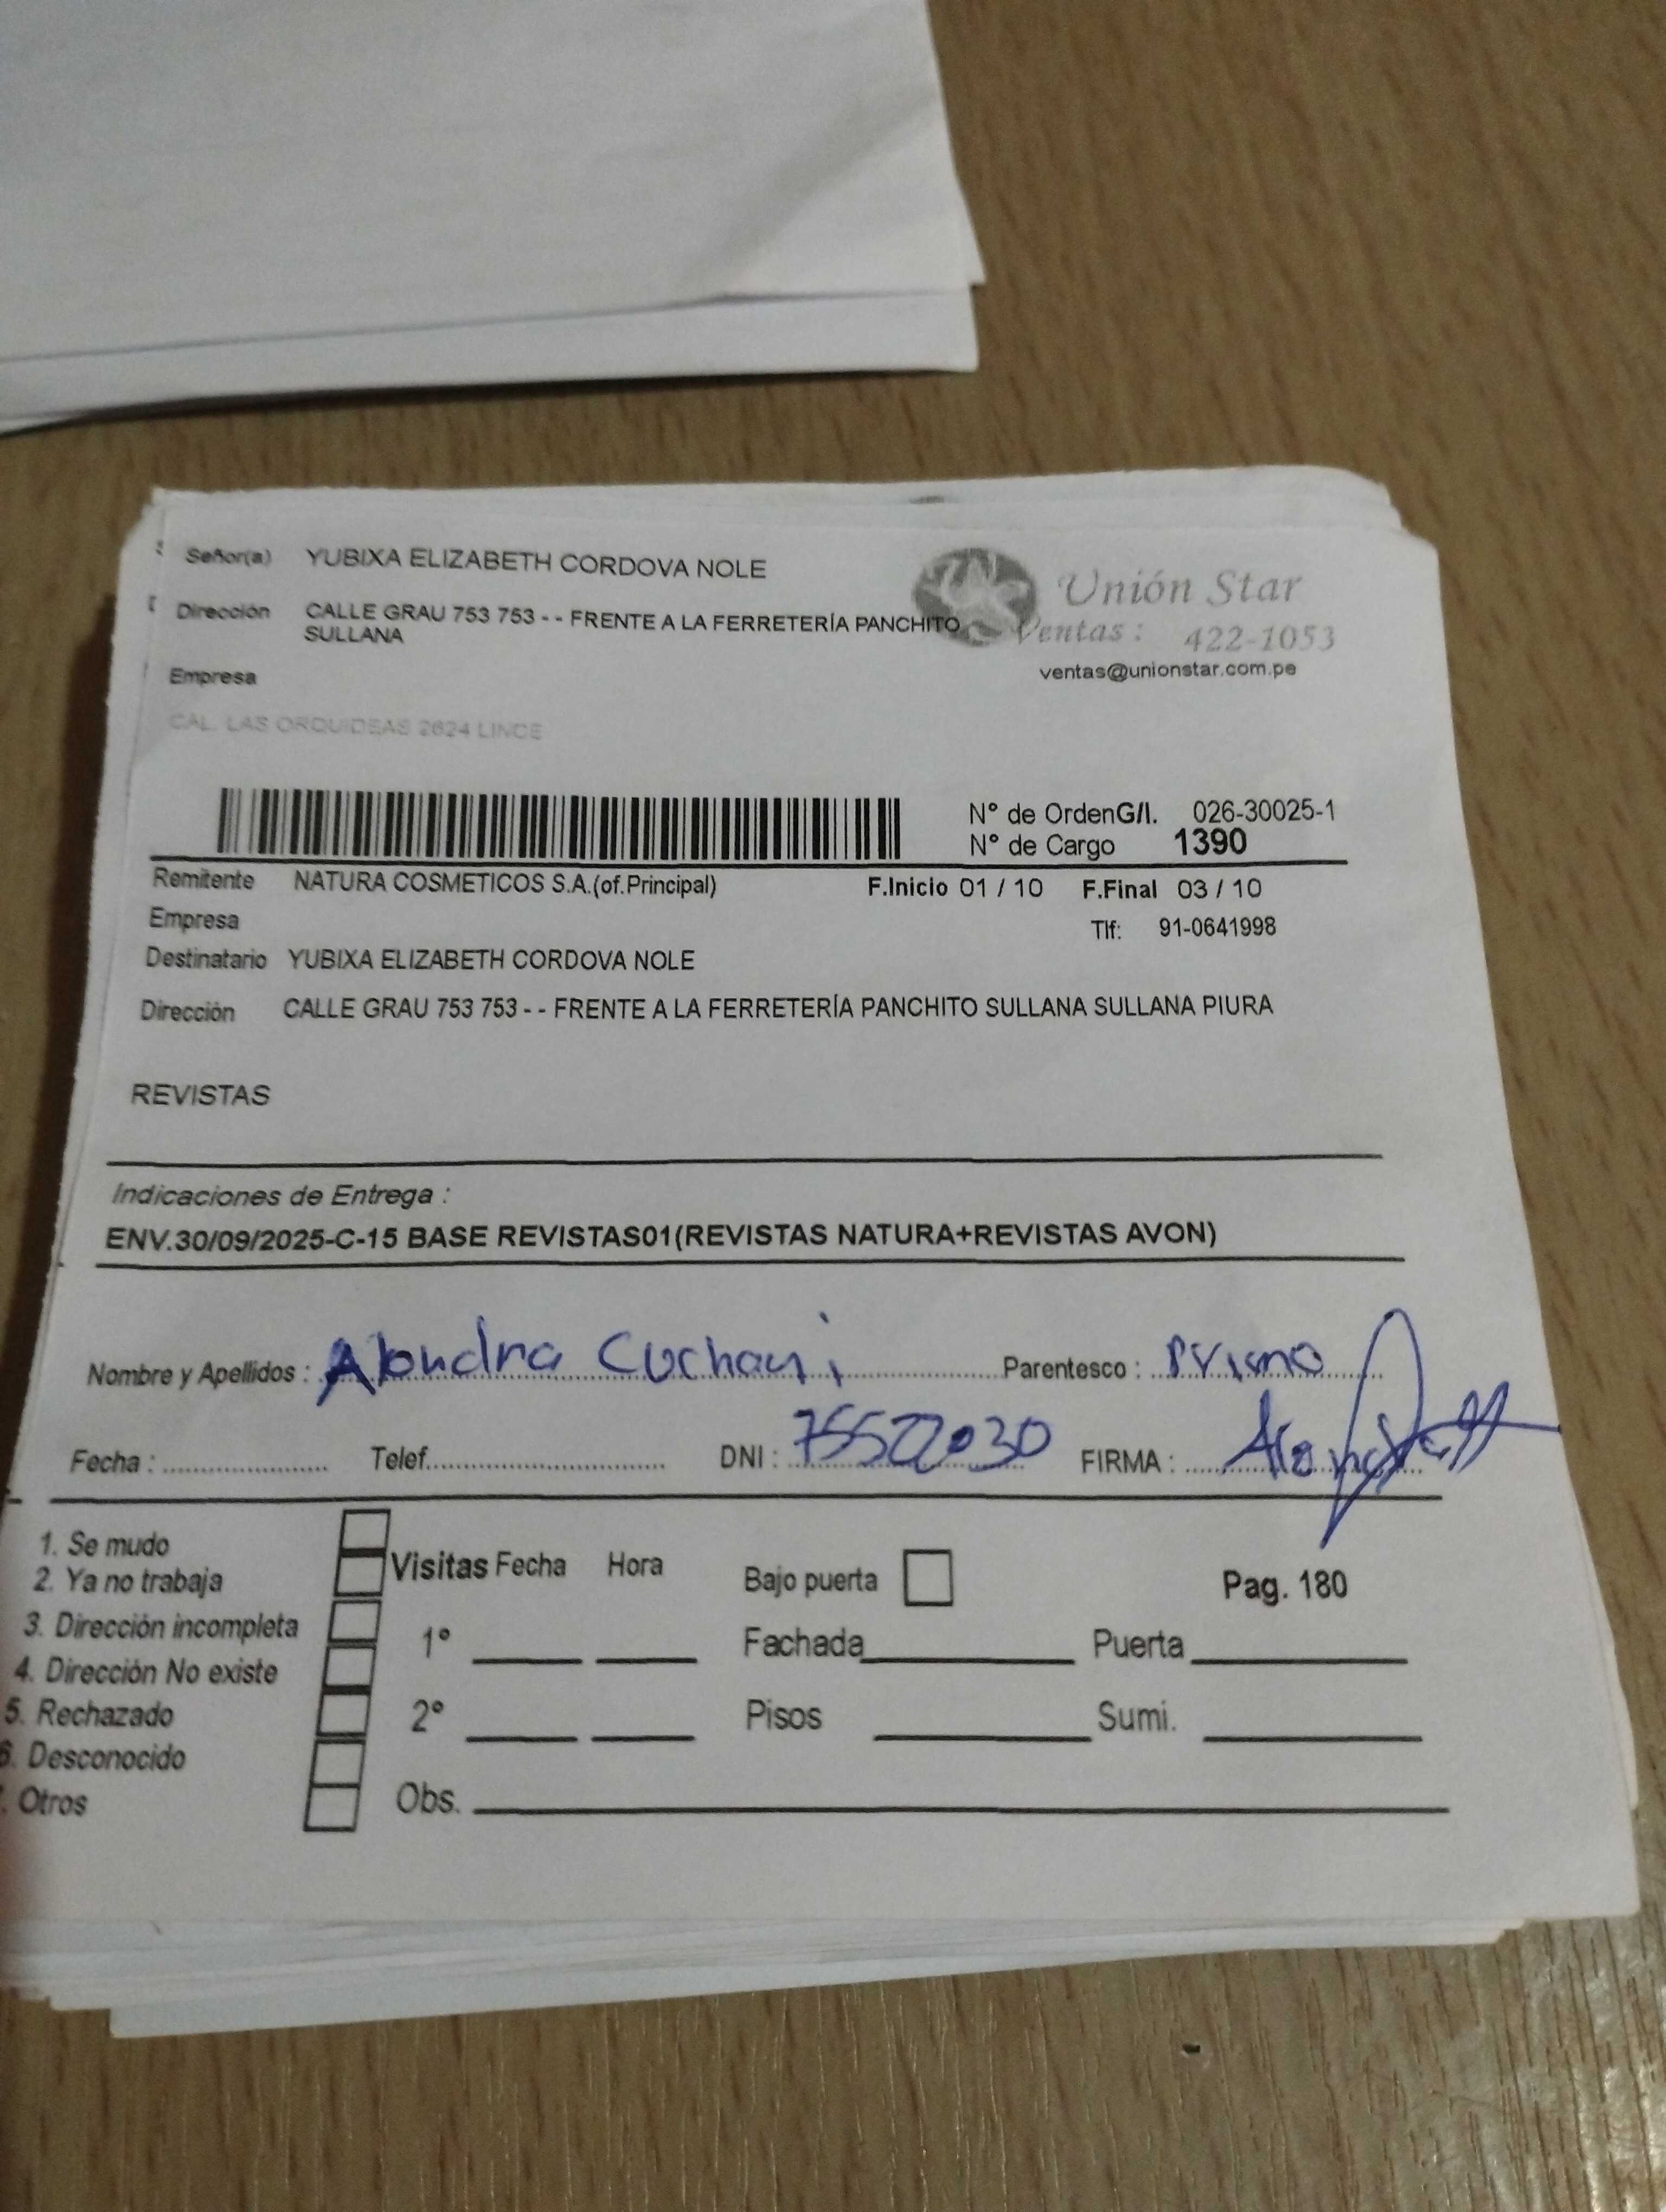 Señor(a) YUBIXA ELIZABETH CORDOVA NOLE
Unión Star
Dirección CALLE GRAU 753 753 - - FRENTE A LA FERRETERÍA PANCHITO
SULLANA
Ventas : 422-1053
ventas@unionstar.com.pe
Empresa
CAL. LAS ORQUIDEAS 2624 LINCE
N° de OrdenG/I. 026-30025-1
N° de Cargo 1390
Remitente NATURA COSMETICOS S.A.(of.Principal) F.Inicio 01 / 10 F.Final 03 / 10
Empresa Tlf: 91-0641998
Destinatario YUBIXA ELIZABETH CORDOVA NOLE
Dirección CALLE GRAU 753 753 - - FRENTE A LA FERRETERÍA PANCHITO SULLANA SULLANA PIURA
REVISTAS
Indicaciones de Entrega :
ENV.30/09/2025-C-15 BASE REVISTAS01(REVISTAS NATURA+REVISTAS AVON)
Nombre y Apellidos : Alondra Parentesco : Primo
Fecha : Telef. DNI : FIRMA :
1. Se mudo
2. Ya no trabaja
3. Dirección incompleta
4. Dirección No existe
5. Rechazado
6. Desconocido
. Otros
Visitas Fecha Hora
1°
2°
Obs.
Bajo puerta Pag. 180
Fachada Puerta
Pisos Sumi.